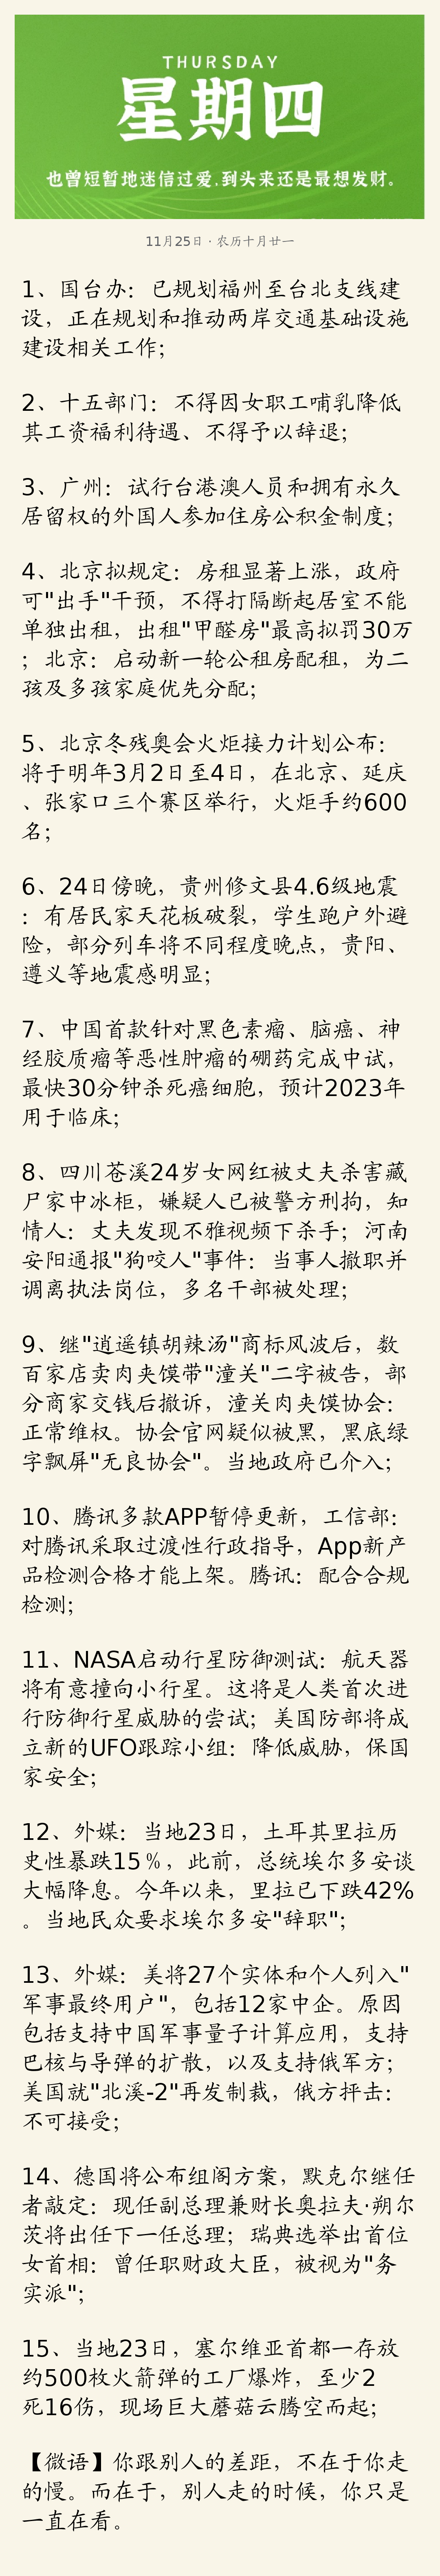 THURSDAY
星期四
也曾短暂地迷信过爱,到头来还是最想发财。
11月25日·农历十月廿一
1、国台办：已规划福州至台北支线建
设，正在规划和推动两岸交通基础设施
建设相关工作；
2、十五部门：不得因女职工哺乳降低
其工资福利待遇、不得予以辞退；
3、广州：试行台港澳人员和拥有永久
居留权的外国人参加住房公积金制度；
4、北京拟规定：房租显著上涨，政府
可"出手"干预，不得打隔断起居室不能
单独出租，出租"甲醛房"最高拟罚30万
；北京：启动新一轮公租房配租，为二
孩及多孩家庭优先分配；
5、北京冬残奥会火炬接力计划公布：
将于明年3月2日至4日，在北京、延庆
、张家口三个赛区举行，火炬手约600
名；
6、24日傍晚，贵州修文县4.6级地震
：有居民家天花板破裂，学生跑户外避
险，部分列车将不同程度晚点，贵阳、
遵义等地震感明显；
7、中国首款针对黑色素瘤、脑癌、神
经胶质瘤等恶性肿瘤的硼药完成中试，
最快30分钟杀死癌细胞，预计2023年
用于临床；
8、四川苍溪24岁女网红被丈夫杀害藏
尸家中冰柜，嫌疑人已被警方刑拘，知
情人：丈夫发现不雅视频下杀手；河南
安阳通报"狗咬人"事件：当事人撤职并
调离执法岗位，多名干部被处理；
9、继"逍遥镇胡辣汤"商标风波后，数
百家店卖肉夹馍带"潼关"二字被告，部
分商家交钱后撤诉，潼关肉夹馍协会：
正常维权。协会官网疑似被黑，黑底绿
字飘屏"无良协会"。当地政府已介入；
10、腾讯多款APP暂停更新，工信部：
对腾讯采取过渡性行政指导，App新产
品检测合格才能上架。腾讯：配合合规
检测；
11、NASA启动行星防御测试：航天器
将有意撞向小行星。这将是人类首次进
行防御行星威胁的尝试；美国防部将成
立新的UFO跟踪小组：降低威胁，保国
家安全；
12、外媒：当地23日，土耳其里拉历
史性暴跌15％，此前，总统埃尔多安谈
大幅降息。今年以来，里拉已下跌42%
。当地民众要求埃尔多安"辞职"；
13、外媒：美将27个实体和个人列入"
军事最终用户"，包括12家中企。原因
包括支持中国军事量子计算应用，支持
巴核与导弹的扩散，以及支持俄军方；
美国就"北溪-2"再发制裁，俄方抨击：
不可接受；
14、德国将公布组阁方案，默克尔继任
者敲定：现任副总理兼财长奥拉夫·朔尔
茨将出任下一任总理；瑞典选举出首位
女首相：曾任职财政大臣，被视为"务
实派"；
15、当地23日，塞尔维亚首都一存放
约500枚火箭弹的工厂爆炸，至少2
死16伤，现场巨大蘑菇云腾空而起；
【微语】你跟别人的差距，不在于你走
的慢。而在于，别人走的时候，你只是
一直在看。